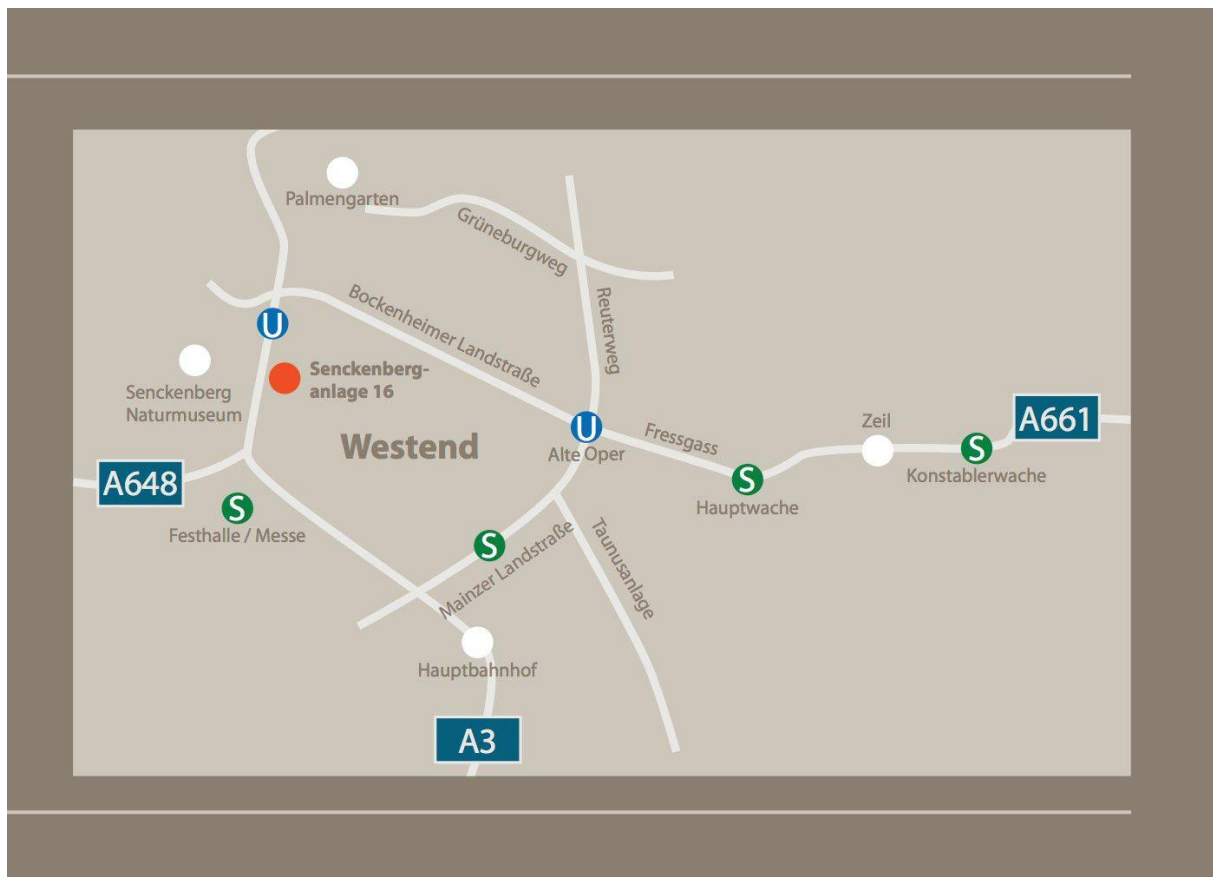 Palmengarten
Grüneburgweg
Bockenheimer Landstraße
Reuterweg
U
Senckenberg
Naturmuseum
Senckenberg-
anlage 16
Westend
U
Alte Oper
Fressgass
Zeil
A661
S
Konstablerwache
S
Hauptwache
A648
S
Festhalle / Messe
S
Mainzer Landstraße
Taunusanlage
Hauptbahnhof
A3